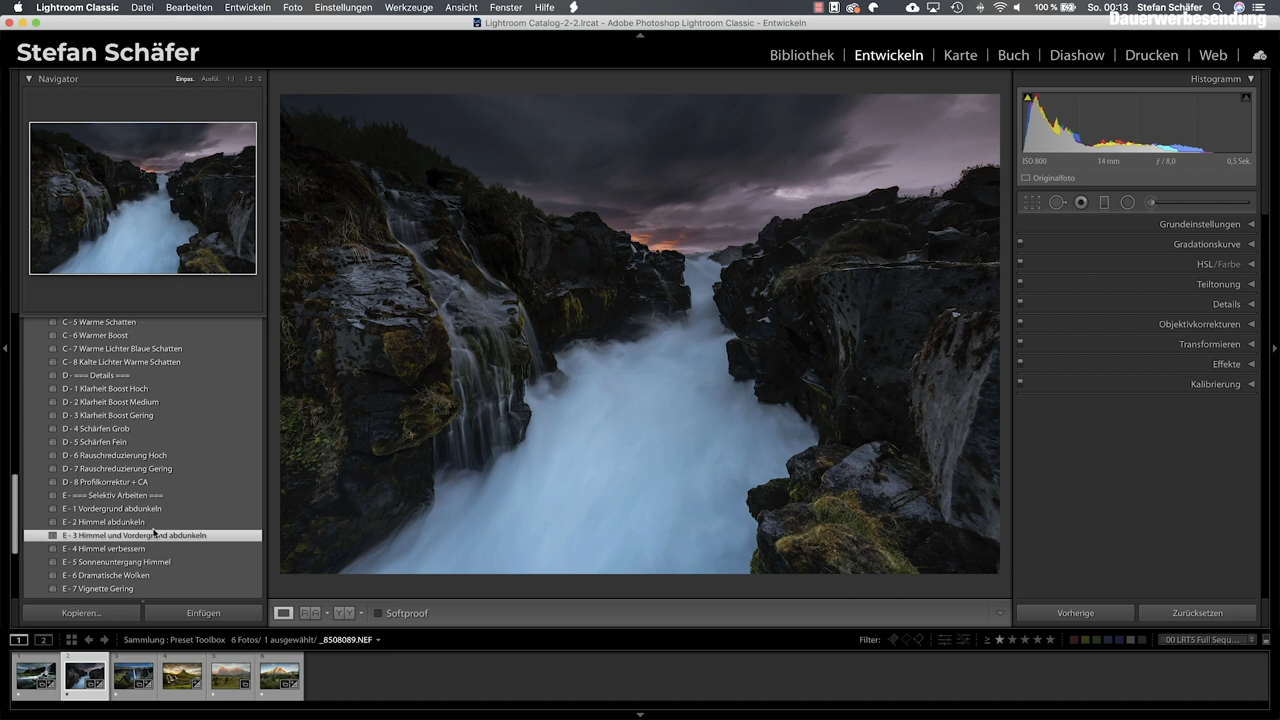 Lightroom Classic Datei Bearbeiten Entwickeln Foto Einstellungen Werkzeuge Ansicht Fenster Hilfe 100 % So. 00:13 Stefan Schäfer
Lightroom Catalog-2-2.lrcat - Adobe Photoshop Lightroom Classic - Entwickeln
Dauerwerbesendung
Stefan Schäfer
Bibliothek | Entwickeln | Karte | Buch | Diashow | Drucken | Web
Navigator Einpas. Ausfül. 1:1 1:2
Histogramm
ISO 800 14 mm ƒ / 8,0 0,5 Sek.
Originalfoto
Grundeinstellungen
Gradationskurve
HSL / Farbe
Teiltonung
Details
Objektivkorrekturen
Transformieren
Effekte
Kalibrierung
C - 5 Warme Schatten
C - 6 Warmer Boost
C - 7 Warme Lichter Blaue Schatten
C - 8 Kalte Lichter Warme Schatten
D - === Details ===
D - 1 Klarheit Boost Hoch
D - 2 Klarheit Boost Medium
D - 3 Klarheit Boost Gering
D - 4 Schärfen Grob
D - 5 Schärfen Fein
D - 6 Rauschreduzierung Hoch
D - 7 Rauschreduzierung Gering
D - 8 Profilkorrektur + CA
E - === Selektiv Arbeiten ===
E - 1 Vordergrund abdunkeln
E - 2 Himmel abdunkeln
E - 3 Himmel und Vordergrund abdunkeln
E - 4 Himmel verbessern
E - 5 Sonnenuntergang Himmel
E - 6 Dramatische Wolken
E - 7 Vignette Gering
Kopieren... Einfügen
Softproof
Vorherige Zurücksetzen
1 2 Sammlung : Preset Toolbox 6 Fotos/ 1 ausgewählt/ _8508089.NEF
Filter: ≥ 00 LRT5 Full Sequ...